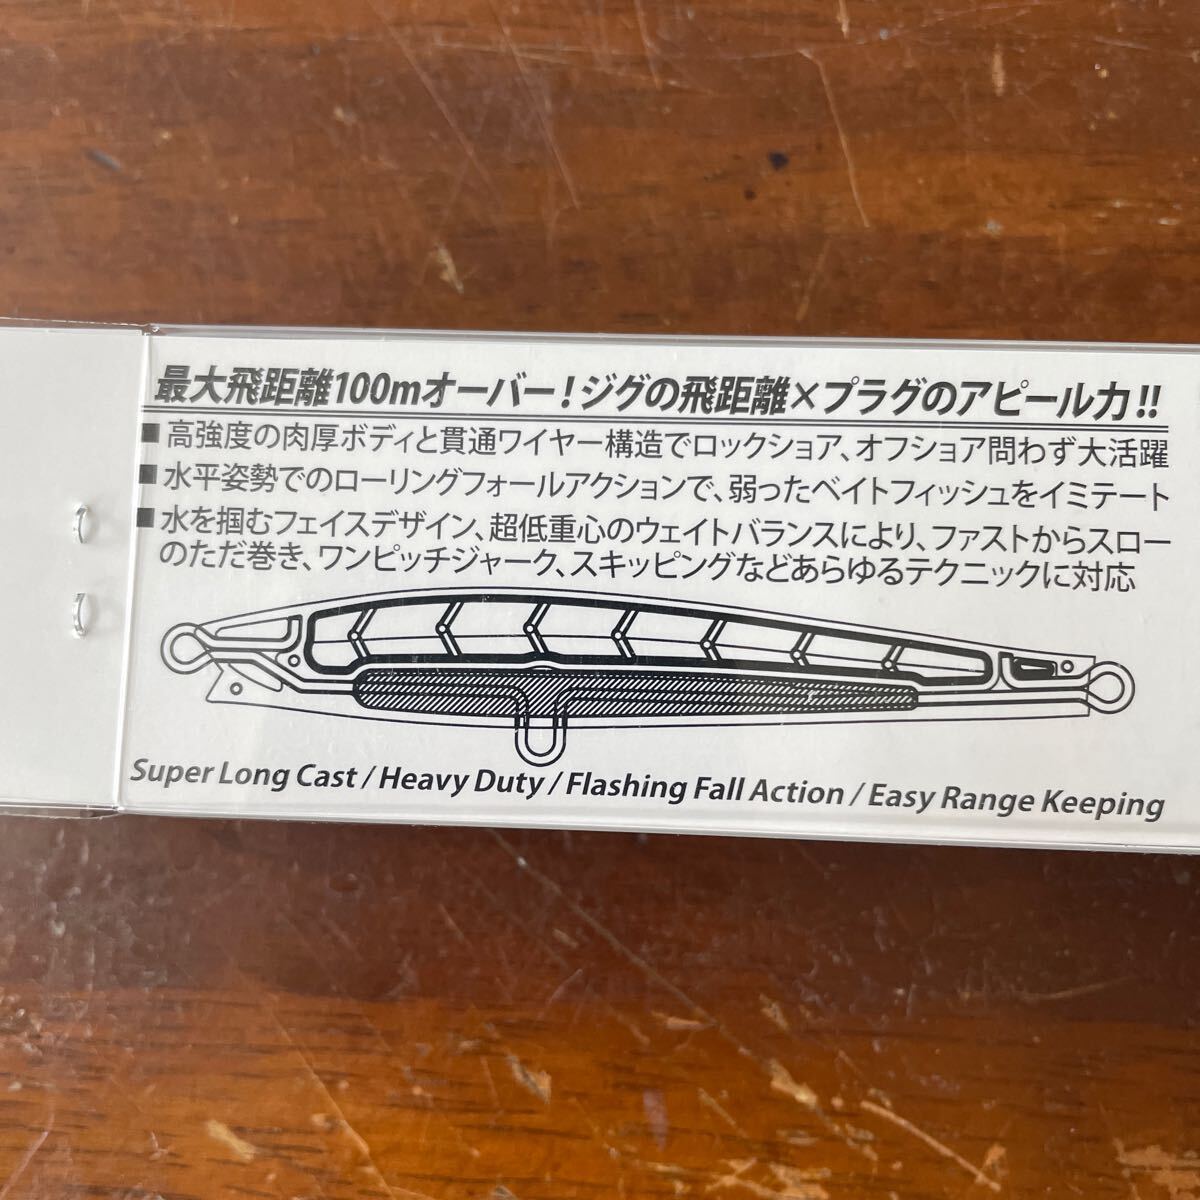 最大飛距離100mオーバー!ジグの飛距離×プラグのアピール力!!
■高強度の肉厚ボディと貫通ワイヤー構造でロックショア、オフショア問わず大活躍
■水平姿勢でのローリングフォールアクションで、弱ったベイトフィッシュをイミテート
■水を掴むフェイスデザイン、超低重心のウェイトバランスにより、ファストからスロー
のただ巻き、ワンピッチジャーク、スキッピングなどあらゆるテクニックに対応
Super Long Cast / Heavy Duty / Flashing Fall Action / Easy Range Keeping